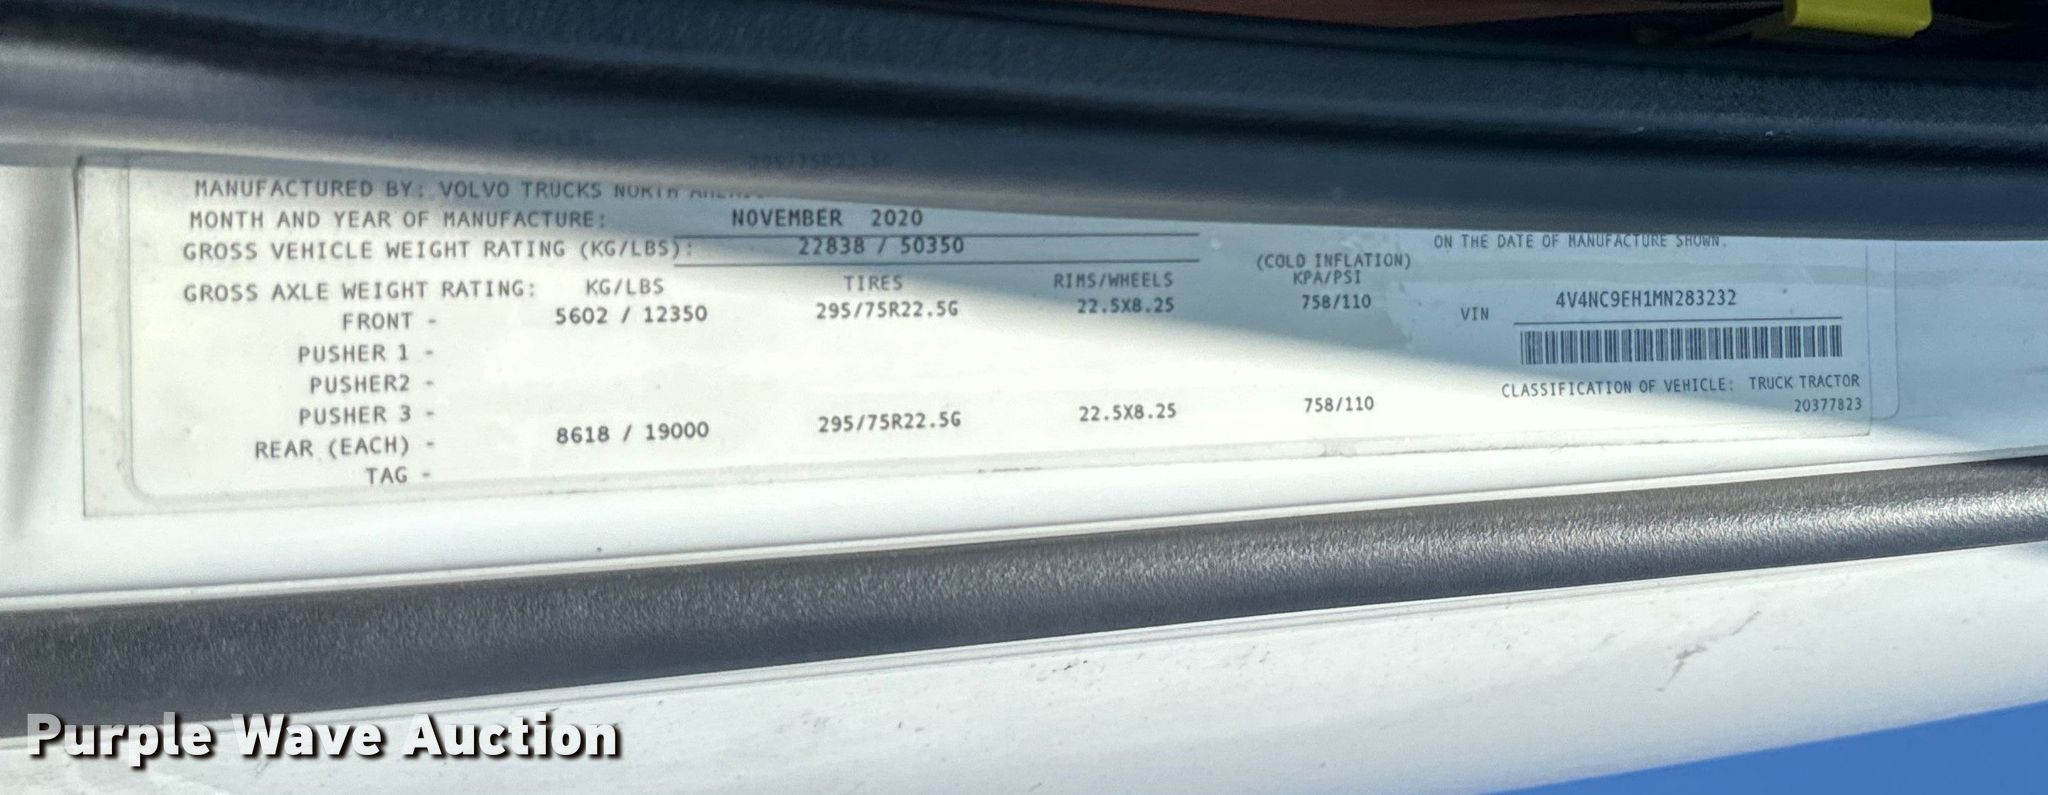 MANUFACTURED BY: VOLVO TRUCKS NORTH
MONTH AND YEAR OF MANUFACTURE: NOVEMBER 2020
GROSS VEHICLE WEIGHT RATING (KG/LBS): 22838 / 50350
GROSS AXLE WEIGHT RATING: KG/LBS TIRES RIMS/WHEELS (COLD INFLATION) KPA/PSI
FRONT - 5602 / 12350 295/75R22.5G 22.5X8.25 758/110
PUSHER 1 -
PUSHER2 -
PUSHER 3 -
REAR (EACH) - 8618 / 19000 295/75R22.5G 22.5X8.25 758/110
TAG -
ON THE DATE OF MANUFACTURE SHOWN.
VIN 4V4NC9EH1MN283232
CLASSIFICATION OF VEHICLE: TRUCK TRACTOR
20377823
Purple Wave Auction